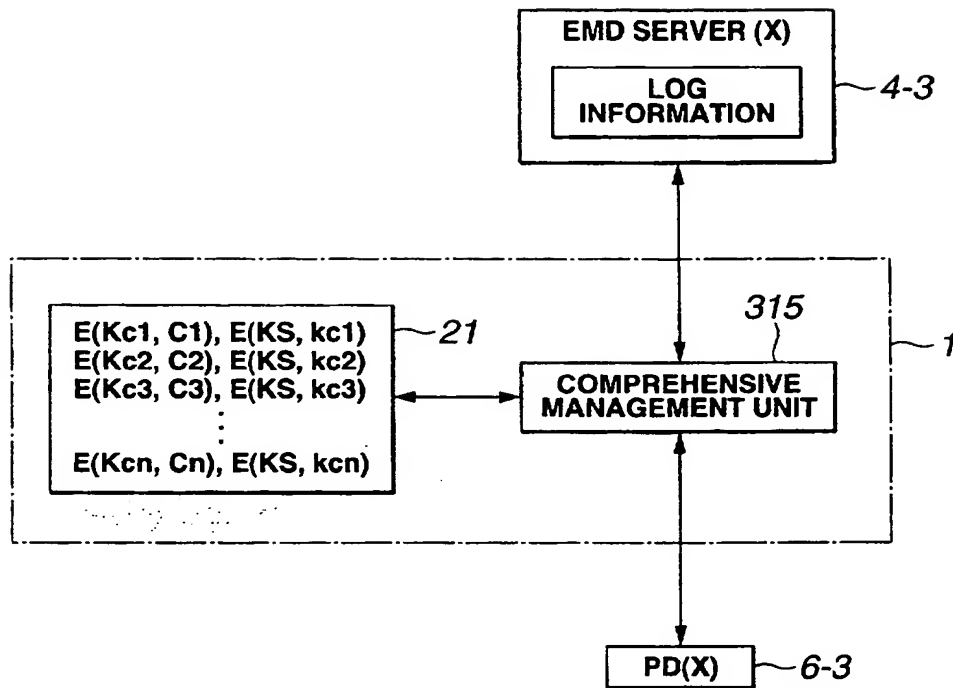 EMD SERVER (X)
LOG
INFORMATION
4-3
E(Kc1, C1), E(KS, kc1)
E(Kc2, C2), E(KS, kc2)
E(Kc3, C3), E(KS, kc3)
E(Kcn, Cn), E(KS, kcn)
21
315
1
COMPREHENSIVE
MANAGEMENT UNIT
PD(X)
6-3